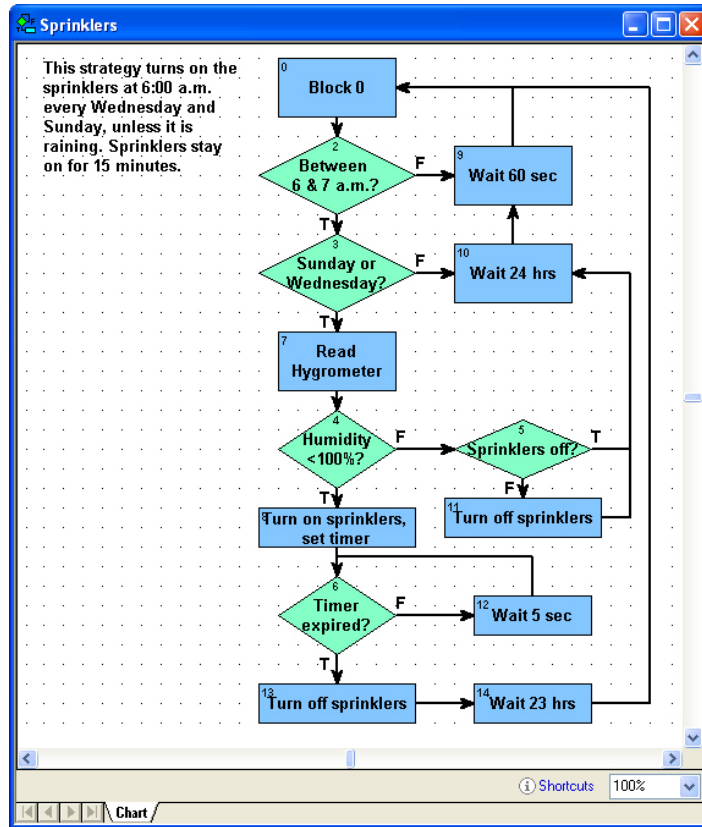 Sprinklers
This strategy turns on the
sprinklers at 6:00 a.m.
every Wednesday and
Sunday, unless it is
raining. Sprinklers stay
on for 15 minutes.
0
Block 0
2
Between
6 & 7 a.m.?
F
9
Wait 60 sec
T
3
Sunday or
Wednesday?
F
10
Wait 24 hrs
T
7
Read
Hygrometer
4
Humidity
<100%?
F
5
Sprinklers off?
T
T
F
8
Turn on sprinklers,
set timer
11
Turn off sprinklers
6
Timer
expired?
F
12
Wait 5 sec
T
13
Turn off sprinklers
14
Wait 23 hrs
Shortcuts
100%
Chart